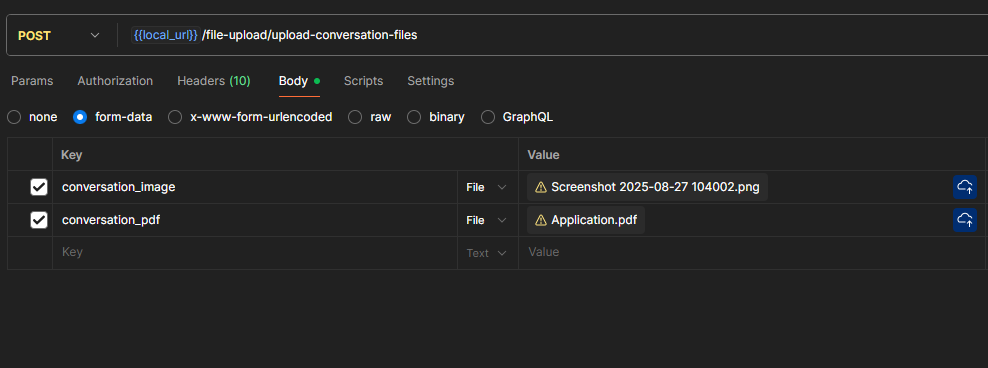 POST {{local_url}} /file-upload/upload-conversation-files
Params Authorization Headers (10) Body Scripts Settings
none form-data x-www-form-urlencoded raw binary GraphQL
Key Value
conversation_image File Screenshot 2025-08-27 104002.png
conversation_pdf File Application.pdf
Key Text Value